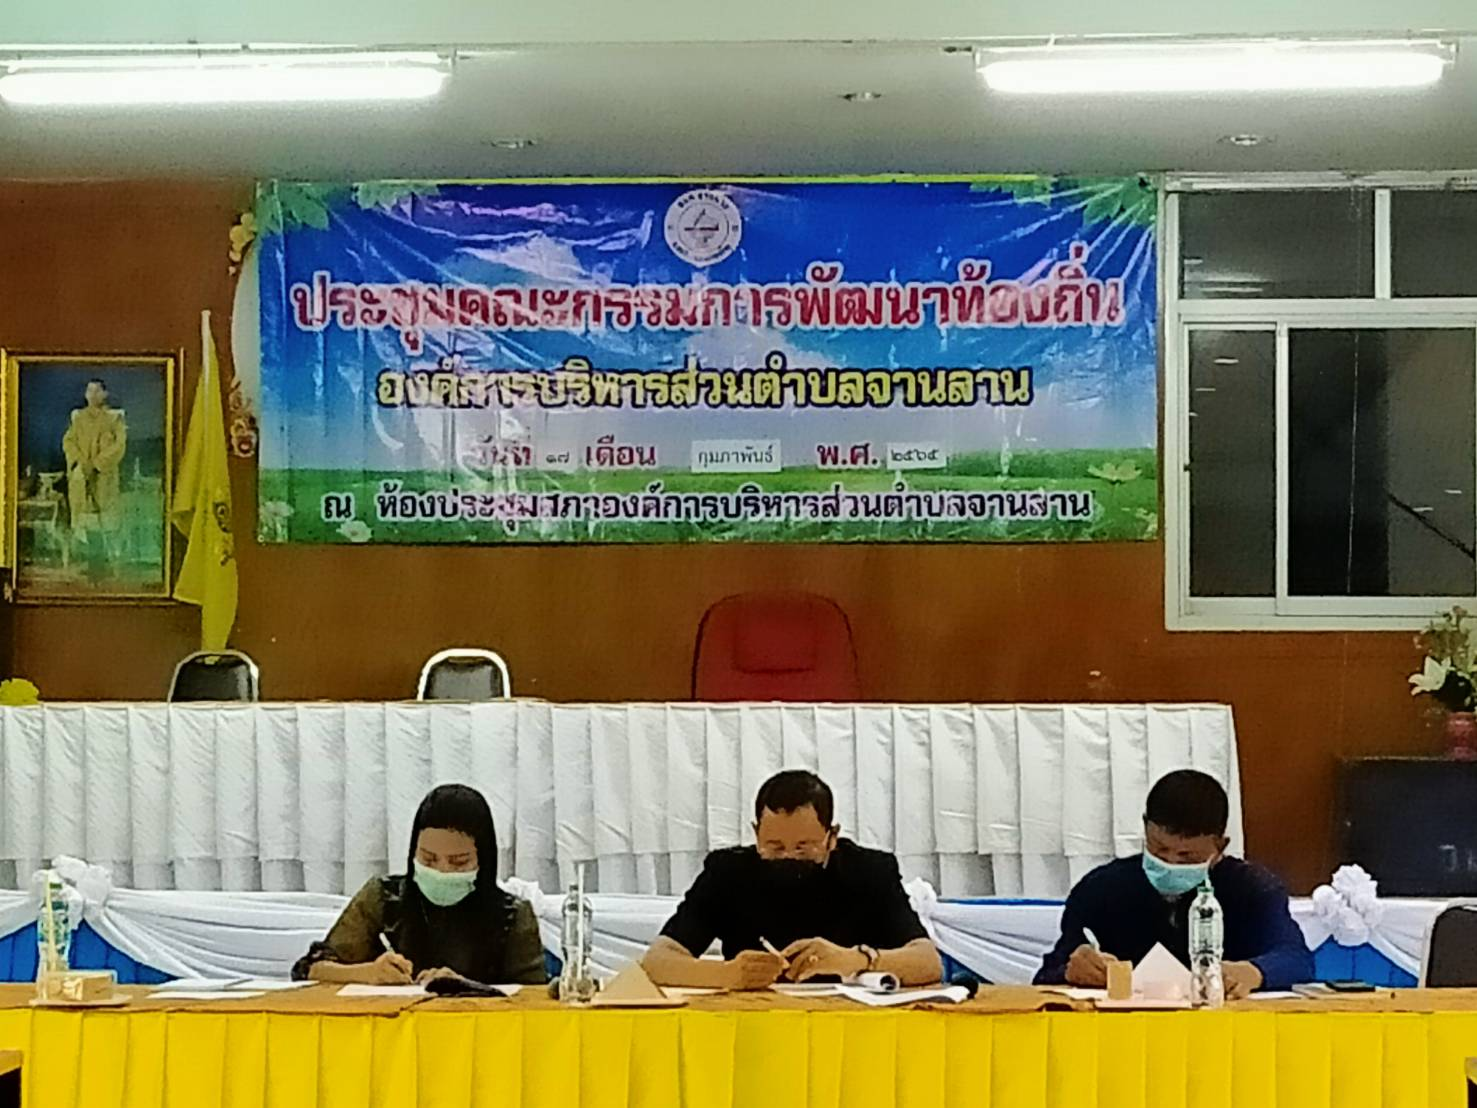 ประชุมคณะกรรมการพัฒนาท้องถิ่น
องค์การบริหารส่วนตำบลจานลาน
วันที่ ๑๗ เดือน กุมภาพันธ์ พ.ศ. ๒๕๖๕
ณ ห้องประชุมสภาองค์การบริหารส่วนตำบลจานลาน